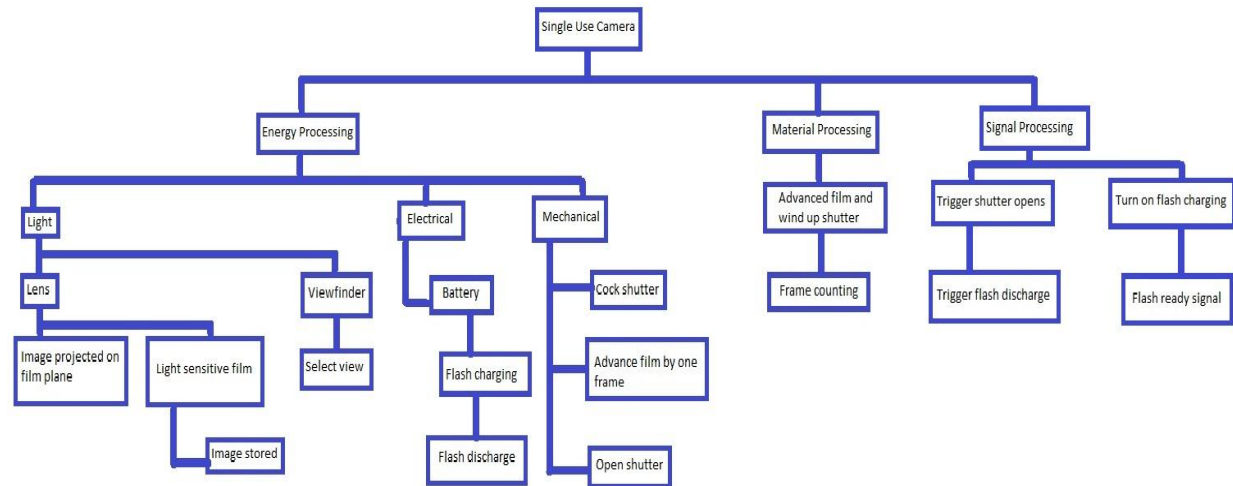 Single Use Camera
Energy Processing
Material Processing
Signal Processing
Light
Electrical
Mechanical
Advanced film and
wind up shutter
Trigger shutter opens
Turn on flash charging
Lens
Viewfinder
Battery
Cock shutter
Frame counting
Trigger flash discharge
Flash ready signal
Image projected on
film plane
Light sensitive film
Select view
Flash charging
Advance film by one
frame
Image stored
Flash discharge
Open shutter